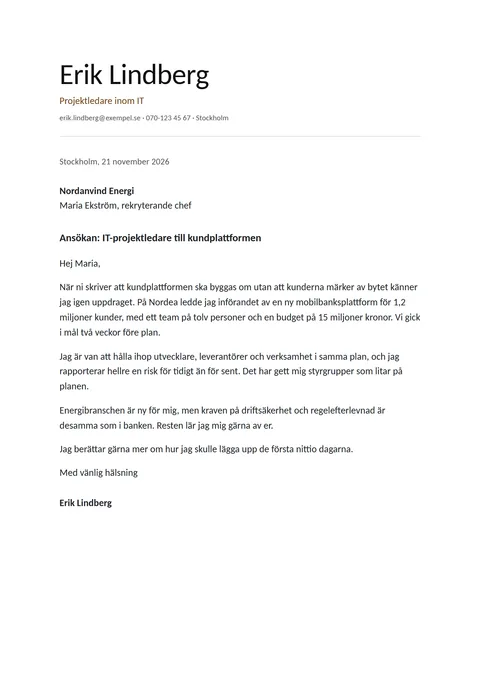 Erik Lindberg
Projektledare inom IT
erik.lindberg@exempel.se · 070-123 45 67 · Stockholm
Stockholm, 21 november 2026
Nordanvind Energi
Maria Ekström, rekryterande chef
Ansökan: IT-projektledare till kundplattformen
Hej Maria,
När ni skriver att kundplattformen ska byggas om utan att kunderna märker av bytet känner
jag igen uppdraget. På Nordea ledde jag införandet av en ny mobilbanksplattform för 1,2
miljoner kunder, med ett team på tolv personer och en budget på 15 miljoner kronor. Vi gick
i mål två veckor före plan.
Jag är van att hålla ihop utvecklare, leverantörer och verksamhet i samma plan, och jag
rapporterar hellre en risk för tidigt än för sent. Det har gett mig styrgrupper som litar på
planen.
Energibranschen är ny för mig, men kraven på driftsäkerhet och regelefterlevnad är
desamma som i banken. Resten lär jag mig gärna av er.
Jag berättar gärna mer om hur jag skulle lägga upp de första nittio dagarna.
Med vänlig hälsning
Erik Lindberg